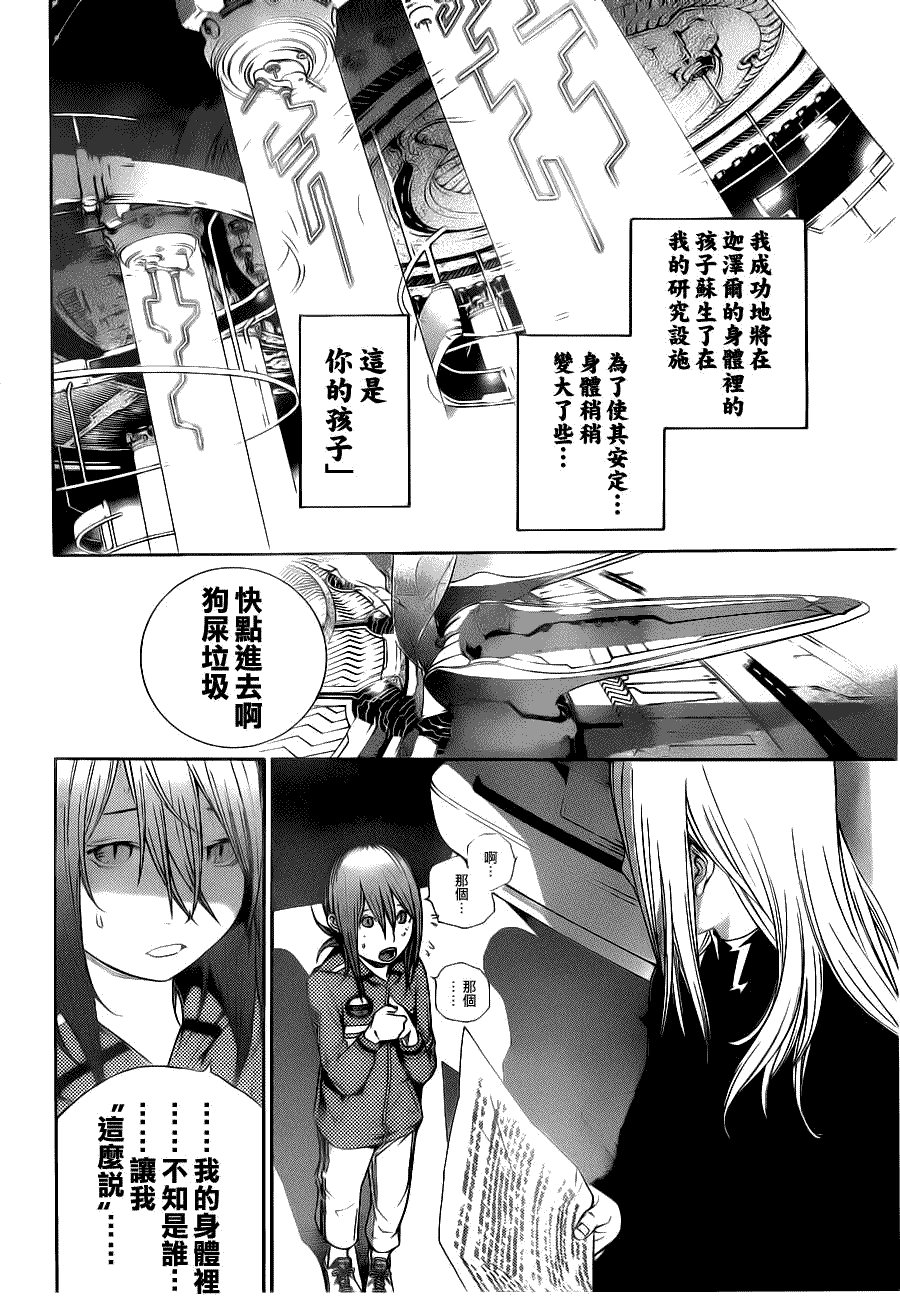 我成功地將在
迦澤爾的身體裡的
孩子蘇生了在
我的研究設施
為了使其安定…
身體稍稍
變大了些…
這是
你的孩子」
快點進去啊
狗屎垃圾
啊…
那個…
那個
……
……我的身體裡
……不知是誰…
……讓我
〝這麼説〞……